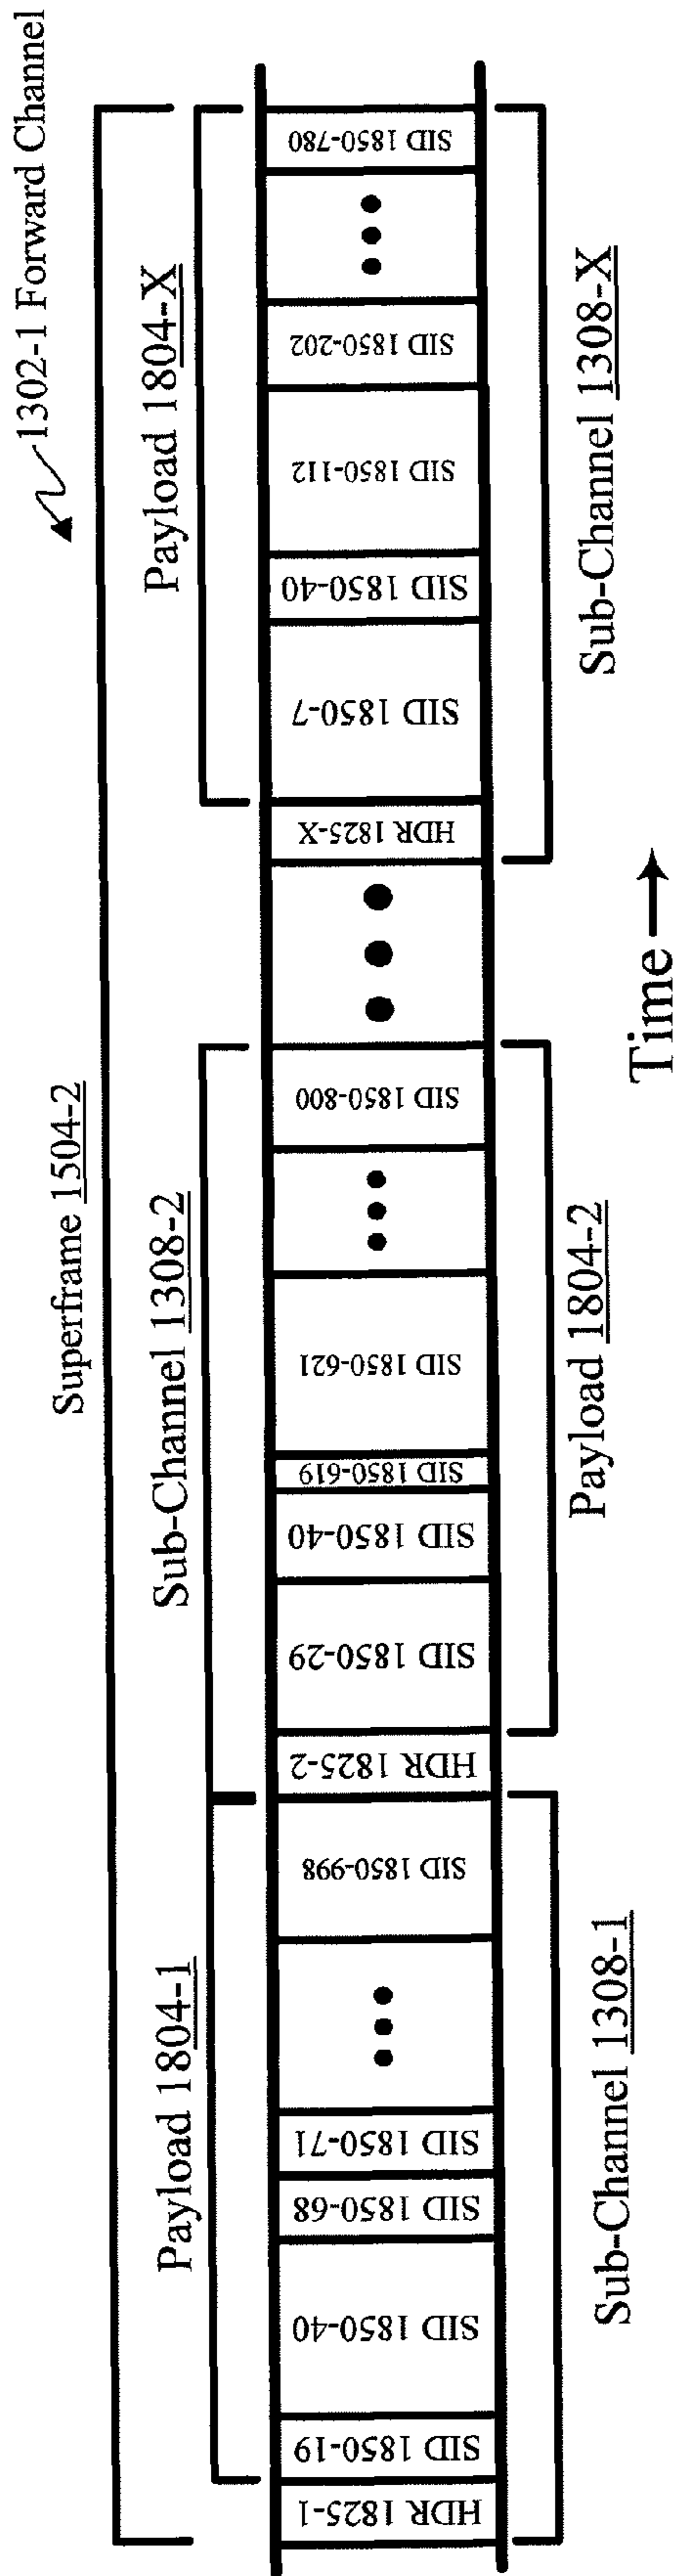 1302-1 Forward Channel
Superframe 1504-2
Payload 1804-1
Sub-Channel 1308-2
Payload 1804-X
HDR 1825-1
SID 1850-19
SID 1850-40
SID 1850-68
SID 1850-71
SID 1850-998
HDR 1825-2
SID 1850-29
SID 1850-40
SID 1850-619
SID 1850-621
SID 1850-800
HDR 1825-X
SID 1850-7
SID 1850-40
SID 1850-112
SID 1850-202
SID 1850-780
Sub-Channel 1308-1
Payload 1804-2
Sub-Channel 1308-X
Time